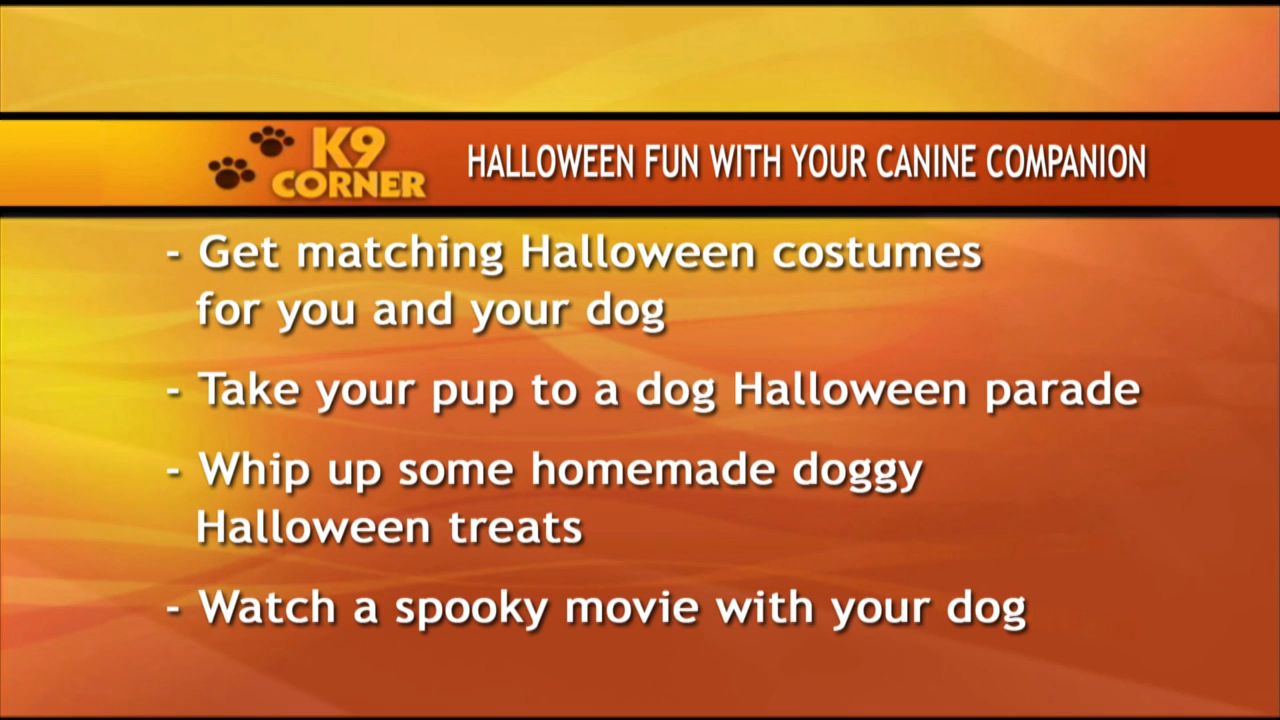 K9
CORNER
HALLOWEEN FUN WITH YOUR CANINE COMPANION
- Get matching Halloween costumes
for you and your dog
- Take your pup to a dog Halloween parade
- Whip up some homemade doggy
Halloween treats
- Watch a spooky movie with your dog